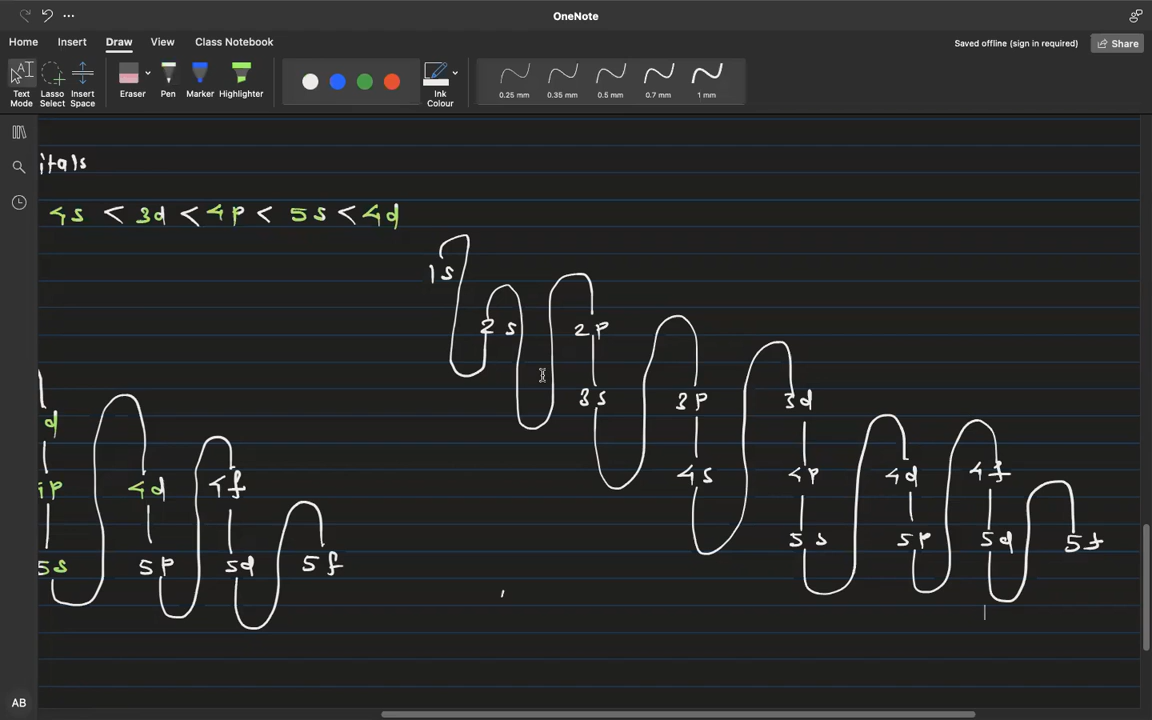 OneNote
Home Insert Draw View Class Notebook
Saved offline (sign in required) Share
Text Mode
Lasso Select
Insert Space
Eraser
Pen
Marker
Highlighter
Ink Colour
0.25 mm 0.35 mm 0.5 mm 0.7 mm 1 mm
itals
4s < 3d < 4p < 5s < 4d
1s
2s 2p
3s 3p 3d
4s 4p 4d 4f
5s 5p 5d 5f
d
4p 4d 4f
5s 5p 5d 5f
AB